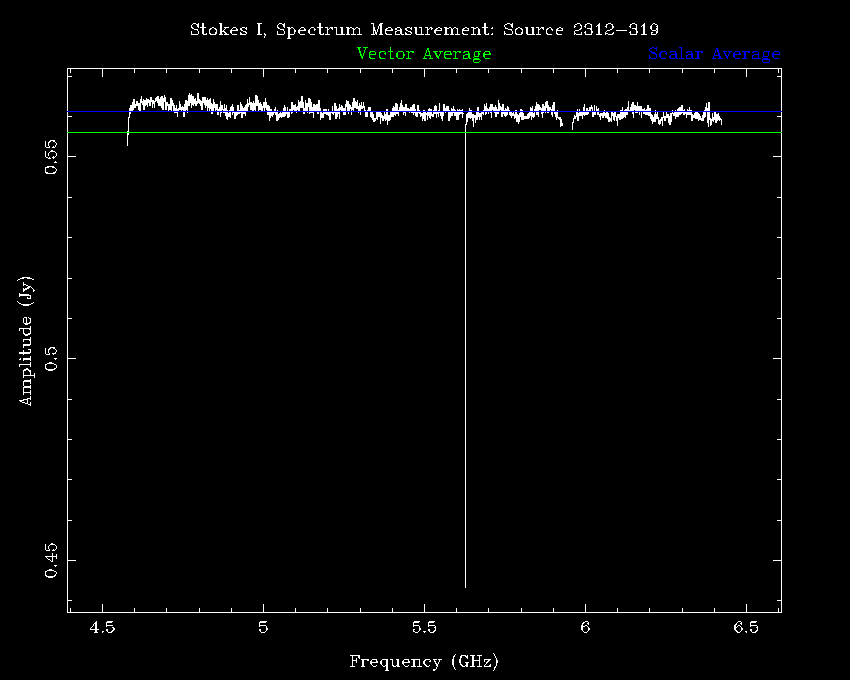 Stokes I, Spectrum Measurement: Source 2312−319
Vector Average Scalar Average
0.55
0.5
0.45
Amplitude (Jy)
4.5 5 5.5 6 6.5
Frequency (GHz)